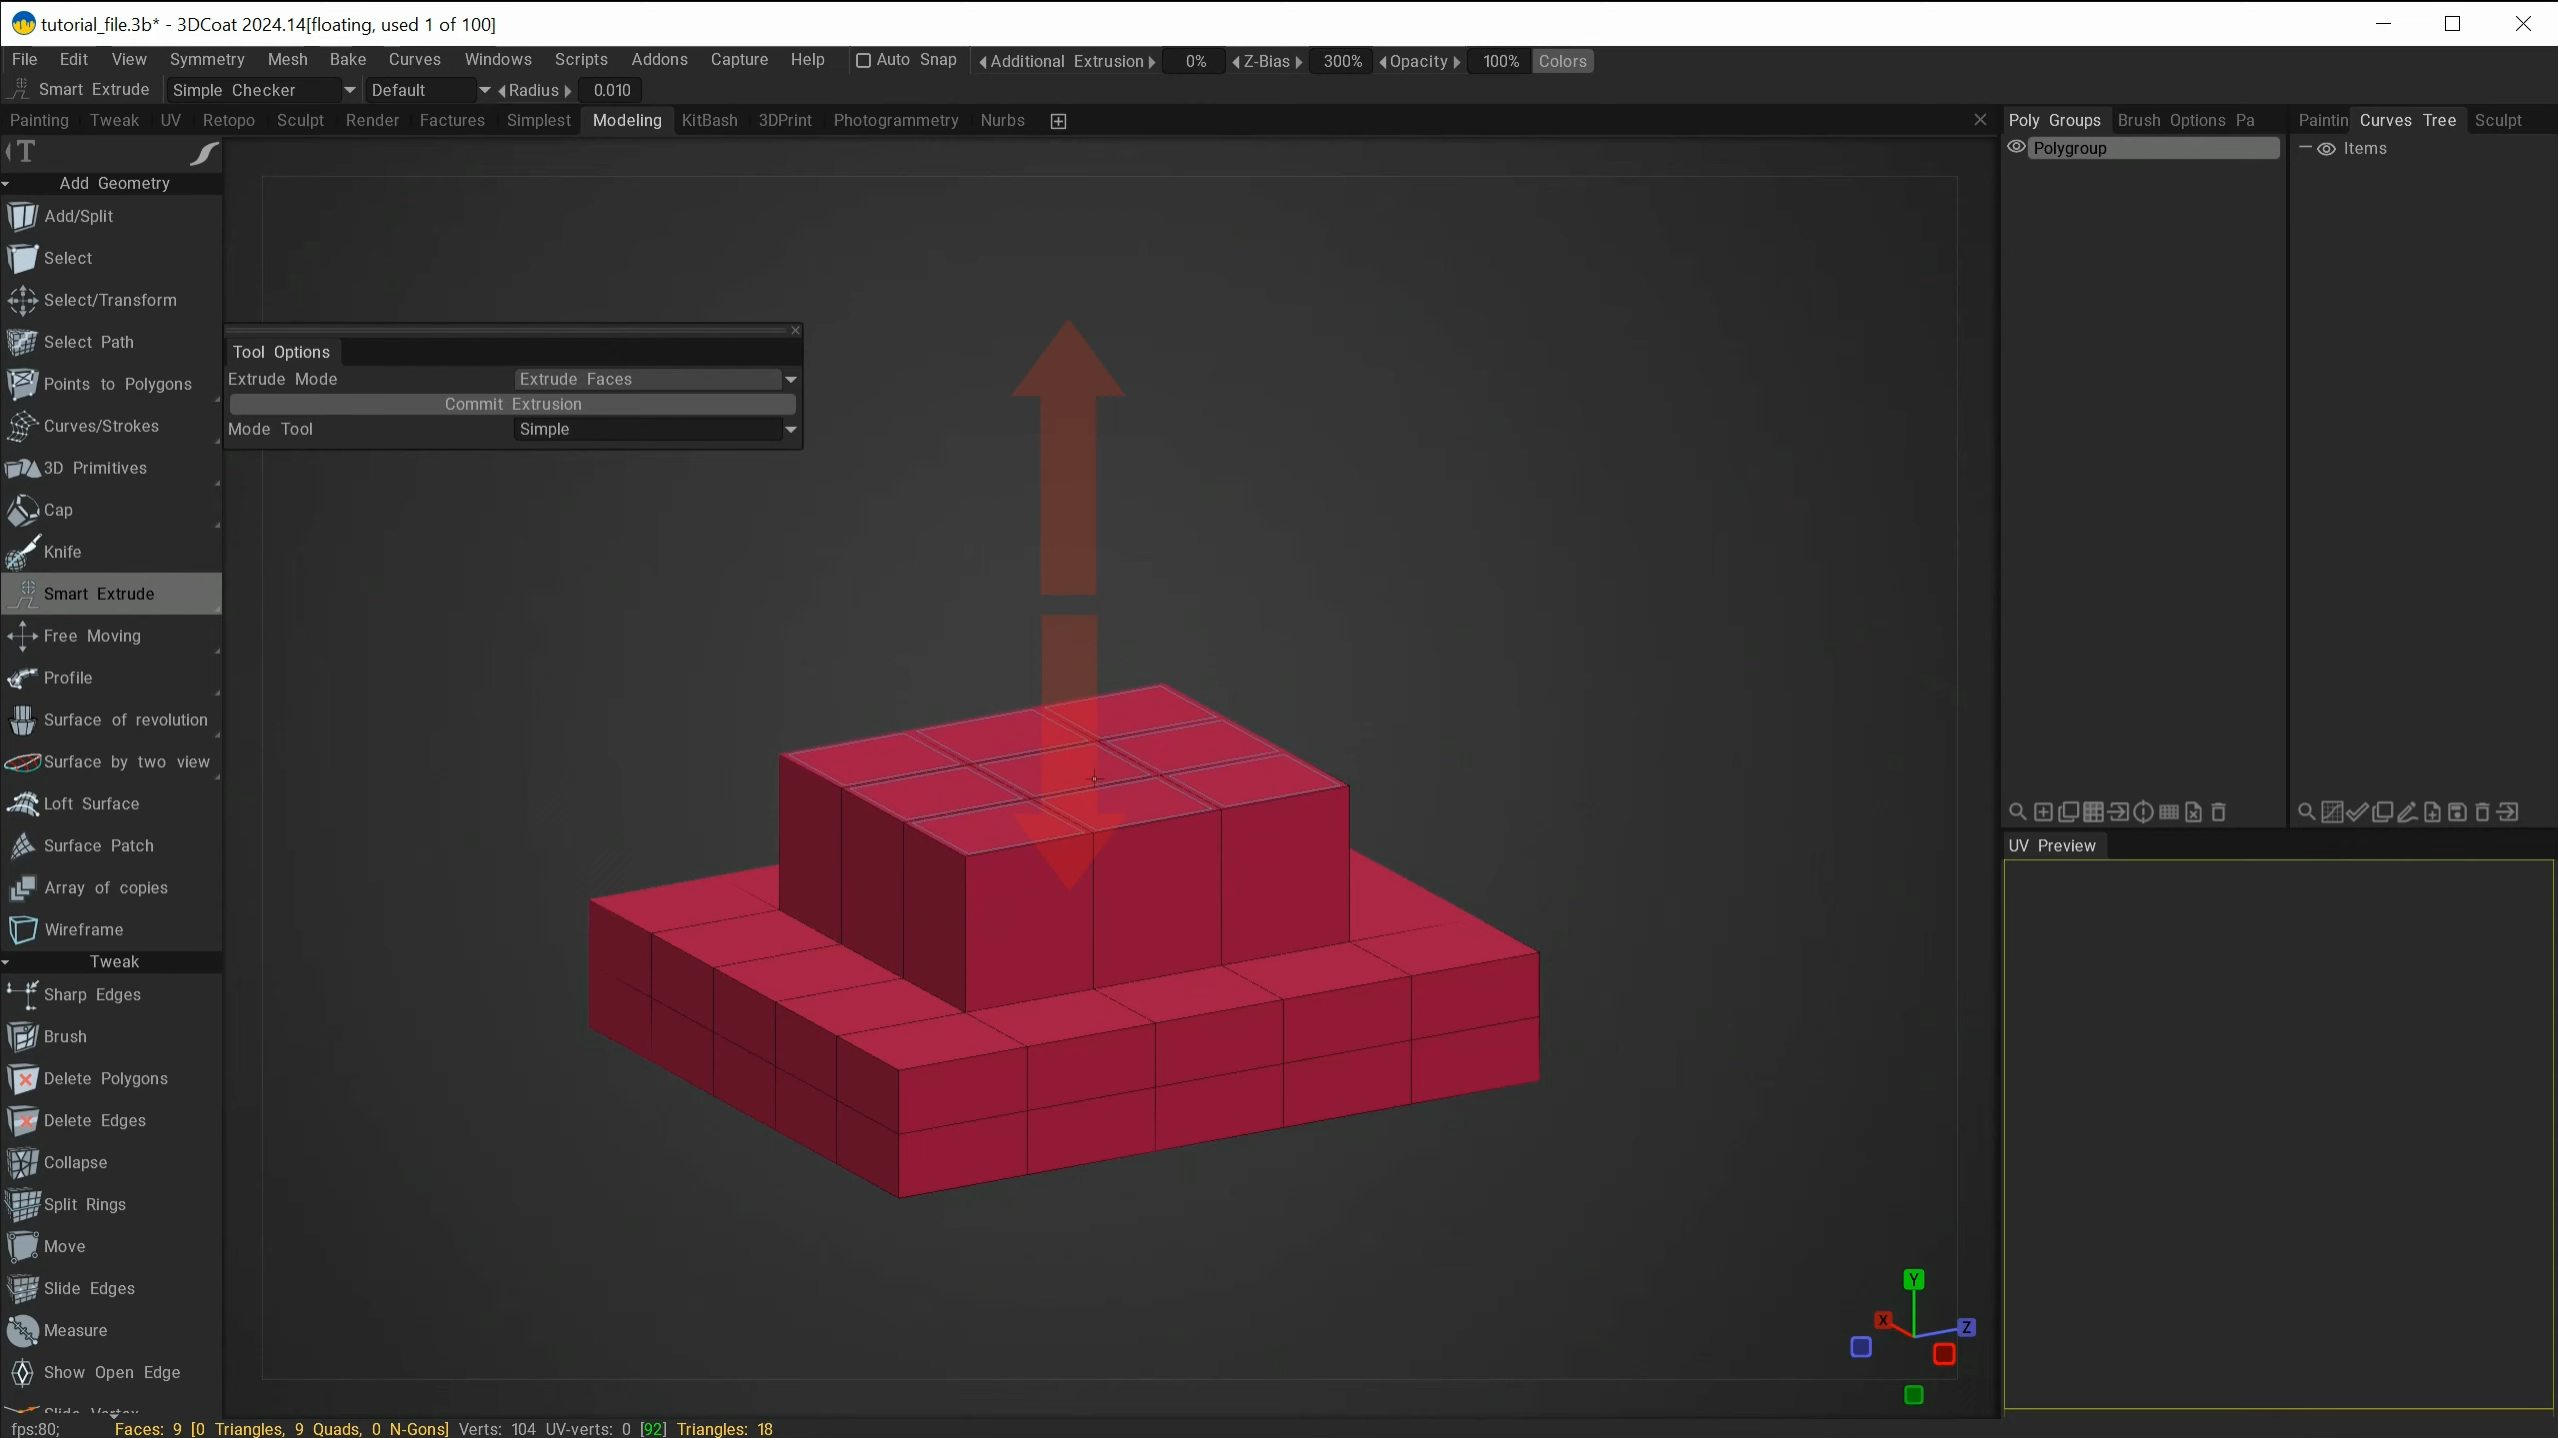 tutorial_file.3b* - 3DCoat 2024.14[floating, used 1 of 100]
File Edit View Symmetry Mesh Bake Curves Windows Scripts Addons Capture Help Auto Snap Additional Extrusion 0% Z-Bias 300% Opacity 100% Colors
Smart Extrude Simple Checker Default Radius 0.010
Painting Tweak UV Retopo Sculpt Render Factures Simplest Modeling KitBash 3DPrint Photogrammetry Nurbs
Poly Groups Brush Options Pa
Paintin Curves Tree Sculpt
Polygroup
Items
T
Add Geometry
Add/Split
Select
Select/Transform
Select Path
Points to Polygons
Curves/Strokes
3D Primitives
Cap
Knife
Smart Extrude
Free Moving
Profile
Surface of revolution
Surface by two view
Loft Surface
Surface Patch
Array of copies
Wireframe
Tweak
Sharp Edges
Brush
Delete Polygons
Delete Edges
Collapse
Split Rings
Move
Slide Edges
Measure
Show Open Edge
Tool Options
Extrude Mode Extrude Faces
Commit Extrusion
Mode Tool Simple
UV Preview
Y
X
Z
fps:80; Faces: 9 [0 Triangles, 9 Quads, 0 N-Gons] Verts: 104 UV-verts: 0 [92] Triangles: 18